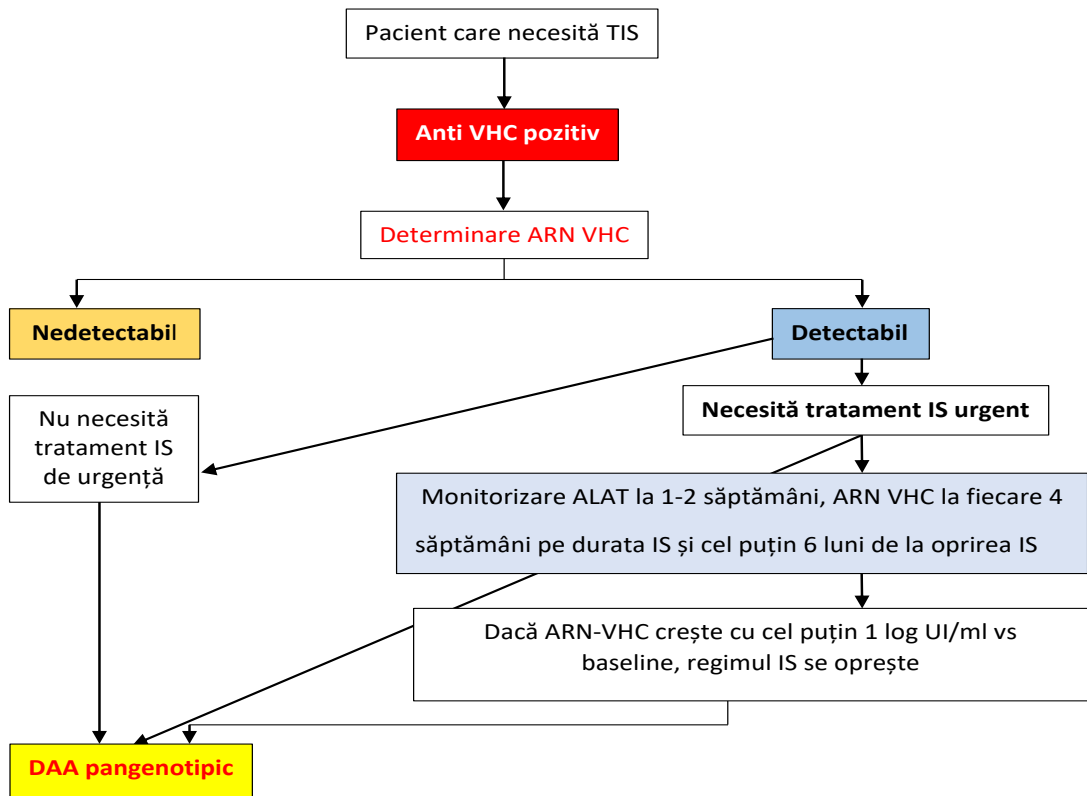 Pacient care necesită TIS
Anti VHC pozitiv
Determinare ARN VHC
Nedetectabil
Detectabil
Nu necesită
tratament IS
de urgență
Necesită tratament IS urgent
Monitorizare ALAT la 1-2 săptămâni, ARN VHC la fiecare 4
săptămâni pe durata IS și cel puțin 6 luni de la oprirea IS
Dacă ARN-VHC crește cu cel puțin 1 log UI/ml vs
baseline, regimul IS se oprește
DAA pangenotipic